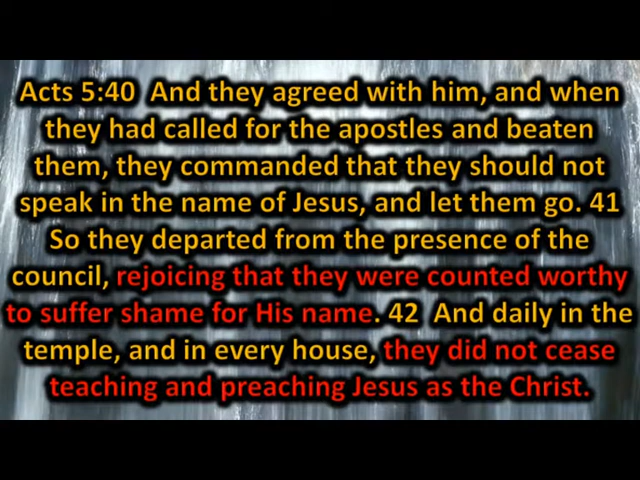 Acts 5:40  And they agreed with him, and when
they had called for the apostles and beaten
them, they commanded that they should not
speak in the name of Jesus, and let them go. 41
So they departed from the presence of the
council, rejoicing that they were counted worthy
to suffer shame for His name. 42  And daily in the
temple, and in every house, they did not cease
teaching and preaching Jesus as the Christ.